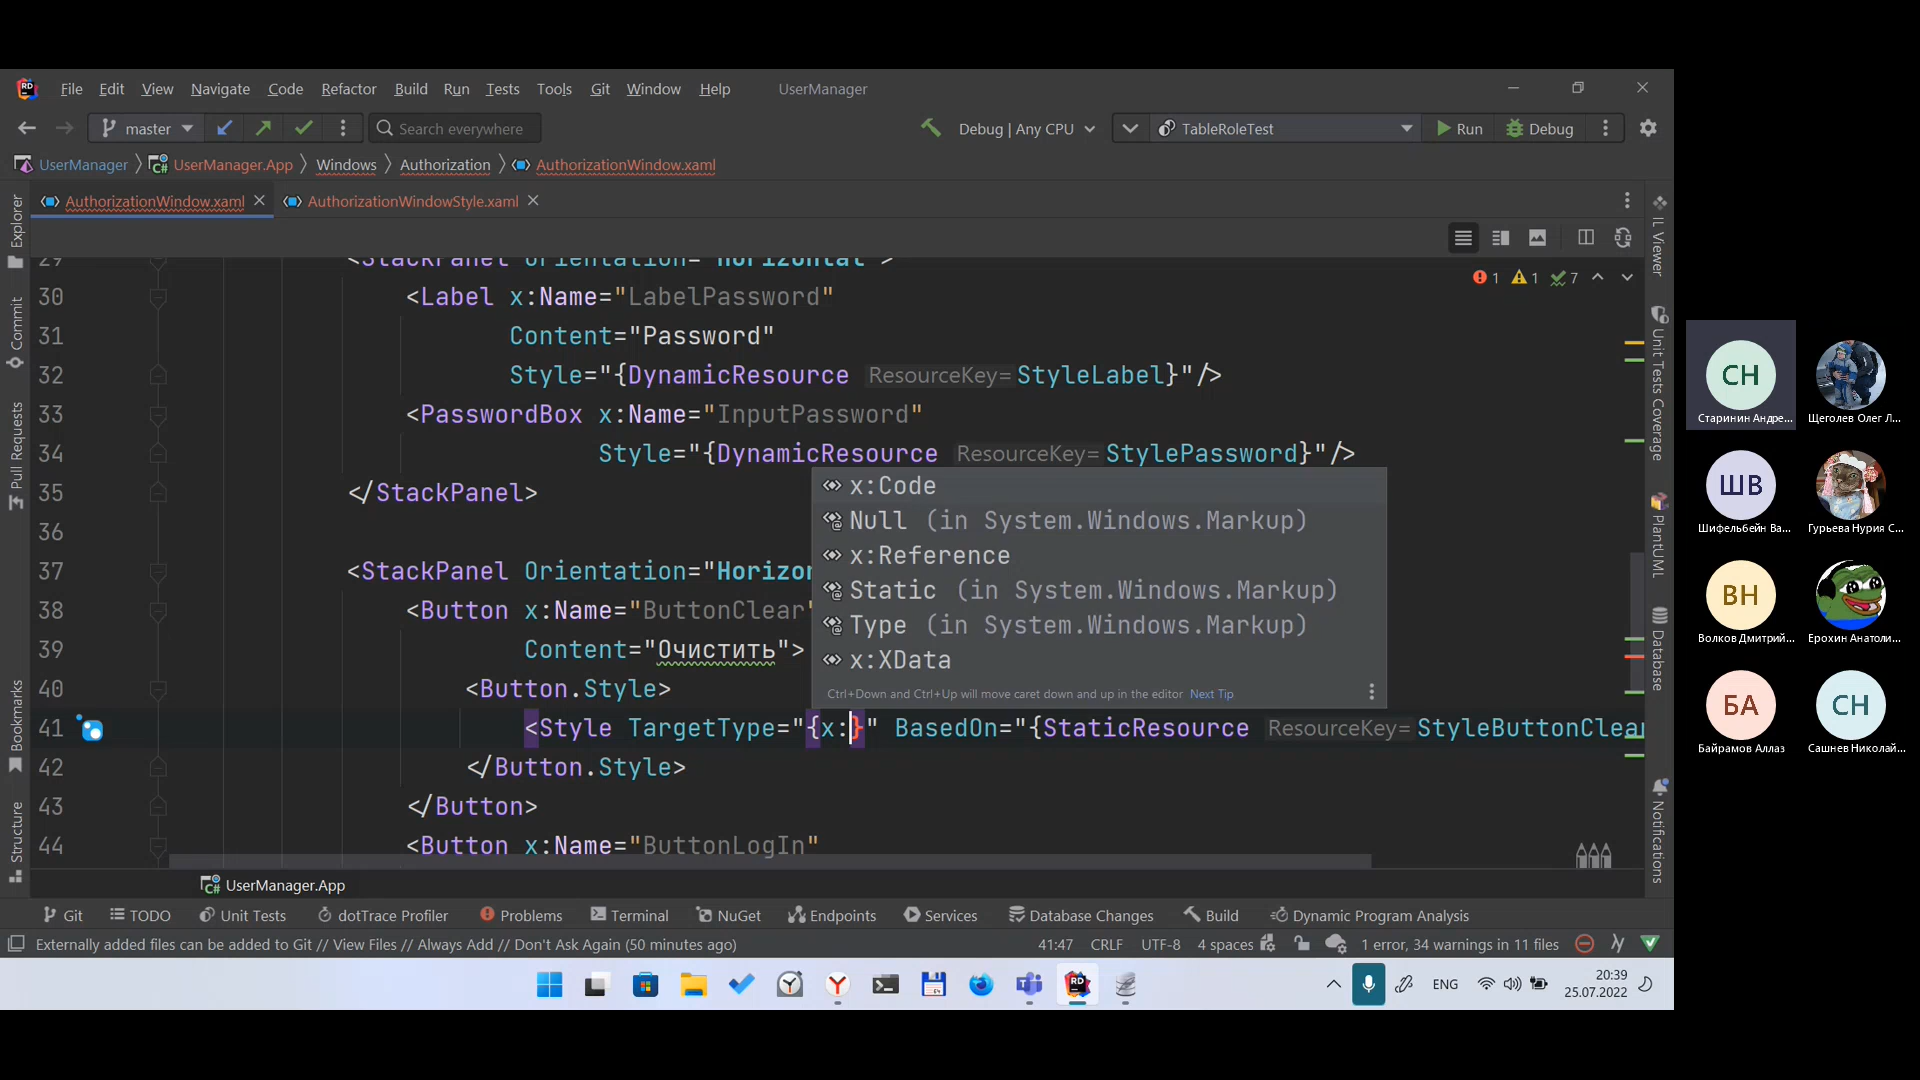 File Edit View Navigate Code Refactor Build Run Tests Tools Git Window Help UserManager
master Search everywhere Debug | Any CPU TableRoleTest Run Debug
UserManager UserManager.App Windows Authorization AuthorizationWindow.xaml
AuthorizationWindow.xaml AuthorizationWindowStyle.xaml
1 1 7
29 <StackPanel Orientation="Horizontal">
30 <Label x:Name="LabelPassword"
31 Content="Password"
32 Style="{DynamicResource ResourceKey=StyleLabel}"/>
33 <PasswordBox x:Name="InputPassword"
34 Style="{DynamicResource ResourceKey=StylePassword}"/>
35 </StackPanel>
36
37 <StackPanel Orientation="Horizon
38 <Button x:Name="ButtonClear"
39 Content="Очистить">
40 <Button.Style>
41 <Style TargetType="{x:}" BasedOn="{StaticResource ResourceKey=StyleButtonClear
42 </Button.Style>
43 </Button>
44 <Button x:Name="ButtonLogIn"
x:Code
Null (in System.Windows.Markup)
x:Reference
Static (in System.Windows.Markup)
Type (in System.Windows.Markup)
x:XData
Ctrl+Down and Ctrl+Up will move caret down and up in the editor Next Tip
Explorer
Commit
Pull Requests
Bookmarks
Structure
IL Viewer
Unit Tests Coverage
PlantUML
Database
Notifications
UserManager.App
Git TODO Unit Tests dotTrace Profiler Problems Terminal NuGet Endpoints Services Database Changes Build Dynamic Program Analysis
Externally added files can be added to Git // View Files // Always Add // Don't Ask Again (50 minutes ago) 41:47 CRLF UTF-8 4 spaces 1 error, 34 warnings in 11 files
ENG
20:39
25.07.2022
СН
Старинин Андре...
Щеголев Олег Л...
ШВ
Шифельбейн Ва...
Гурьева Нурия С...
ВН
Волков Дмитрий...
Ерохин Анатоли...
БА
Байрамов Аллаз
СН
Сашнев Николай...